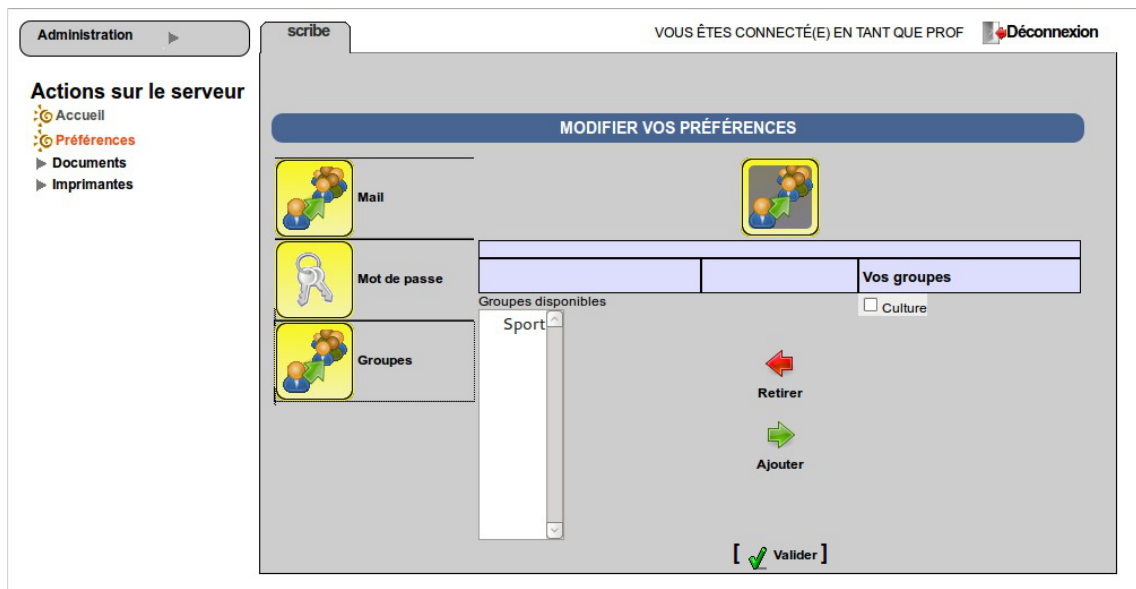 Administration
scribe
VOUS ÊTES CONNECTÉ(E) EN TANT QUE PROF
Déconnexion
Actions sur le serveur
Accueil
Préférences
Documents
Imprimantes
MODIFIER VOS PRÉFÉRENCES
Mail
Mot de passe
Groupes
Vos groupes
Groupes disponibles
Culture
Sport
Retirer
Ajouter
[ Valider ]